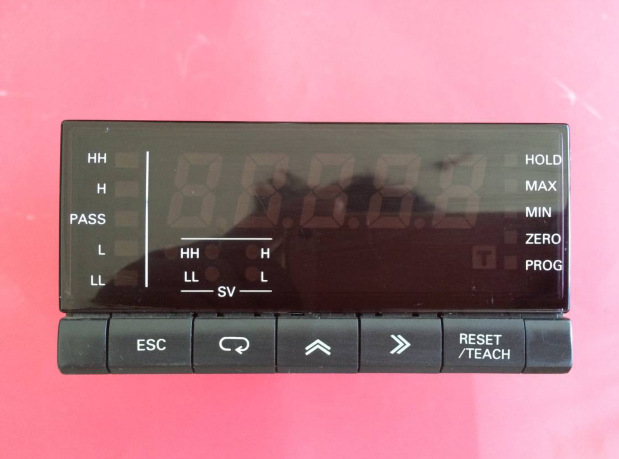 HH
H
PASS
L
LL
HH H
LL L
SV
HOLD
MAX
MIN
ZERO
T PROG
ESC
RESET
/TEACH